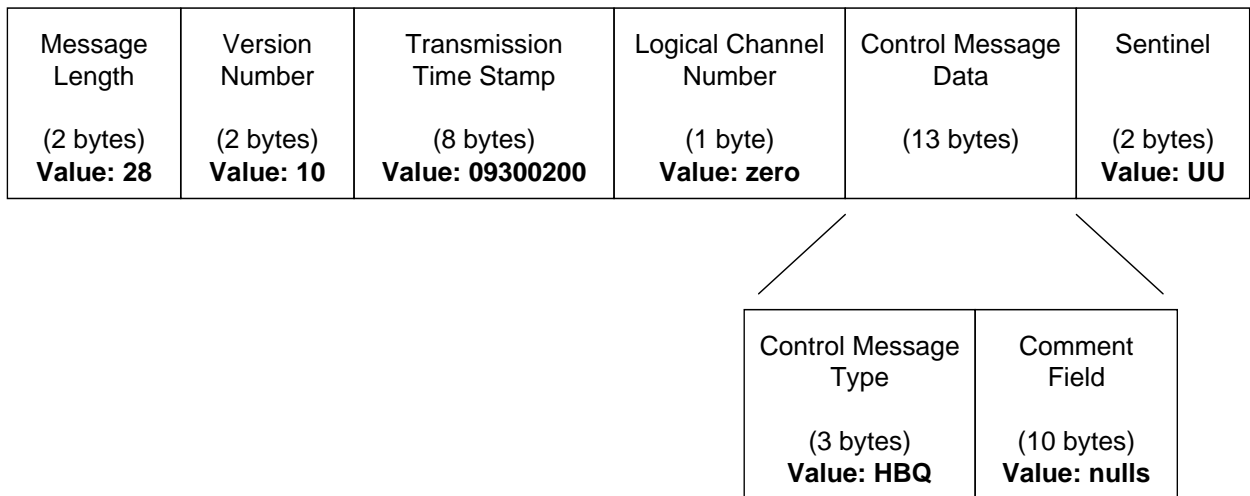 Message
Length
(2 bytes)
Value: 28
Version
Number
(2 bytes)
Value: 10
Transmission
Time Stamp
(8 bytes)
Value: 09300200
Logical Channel
Number
(1 byte)
Value: zero
Control Message
Data
(13 bytes)
Sentinel
(2 bytes)
Value: UU
Control Message
Type
(3 bytes)
Value: HBQ
Comment
Field
(10 bytes)
Value: nulls